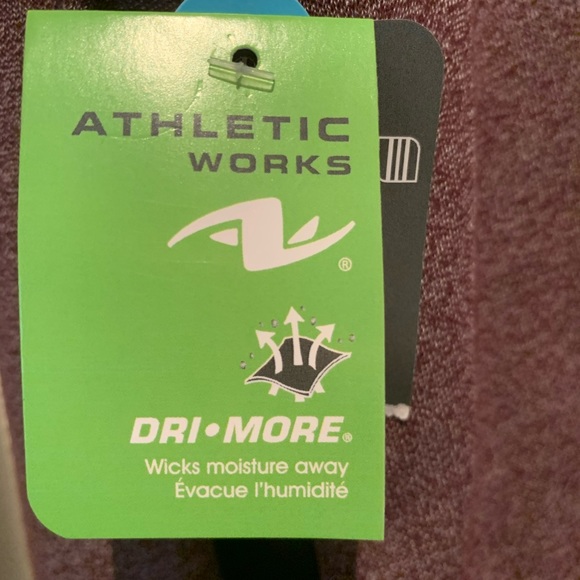 ATHLETIC
WORKS
®
DRI•MORE®
Wicks moisture away
Évacue l'humidité